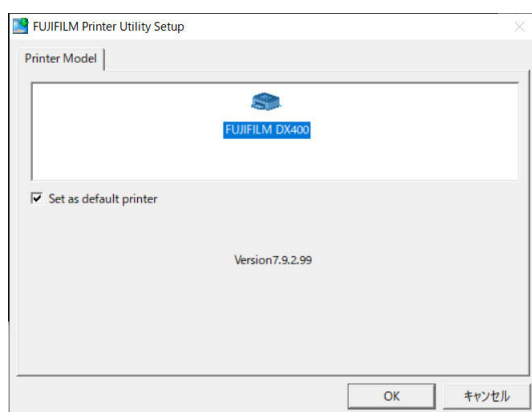 FUJIFILM Printer Utility Setup
Printer Model
FUJIFILM DX400
Set as default printer
Version7.9.2.99
OK
キャンセル